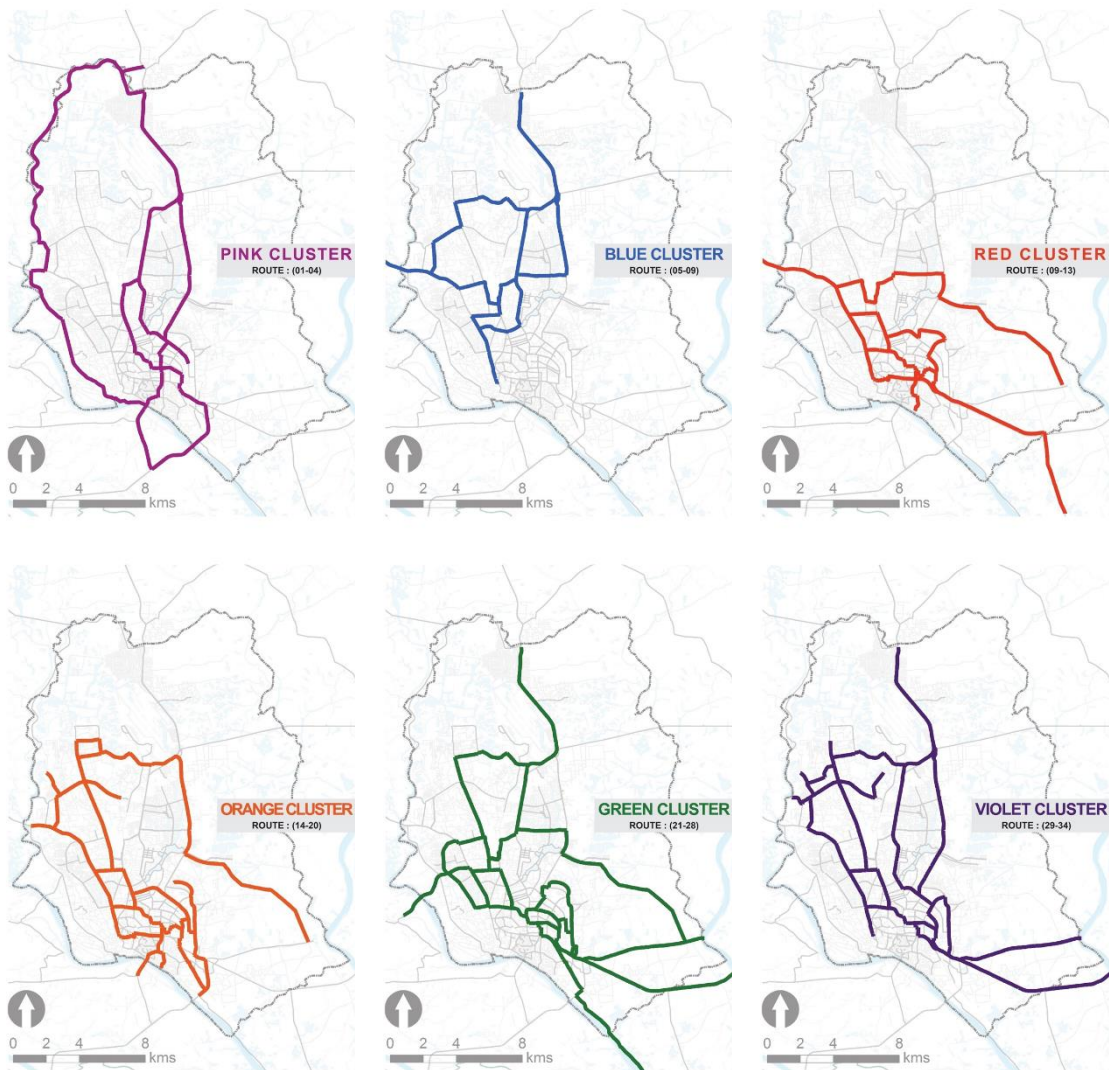 PINK CLUSTER
ROUTE : (01-04)
0 2 4 8
kms
BLUE CLUSTER
ROUTE : (05-09)
0 2 4 8
kms
RED CLUSTER
ROUTE : (09-13)
0 2 4 8
kms
ORANGE CLUSTER
ROUTE : (14-20)
0 2 4 8
kms
GREEN CLUSTER
ROUTE : (21-28)
0 2 4 8
kms
VIOLET CLUSTER
ROUTE : (29-34)
0 2 4 8
kms